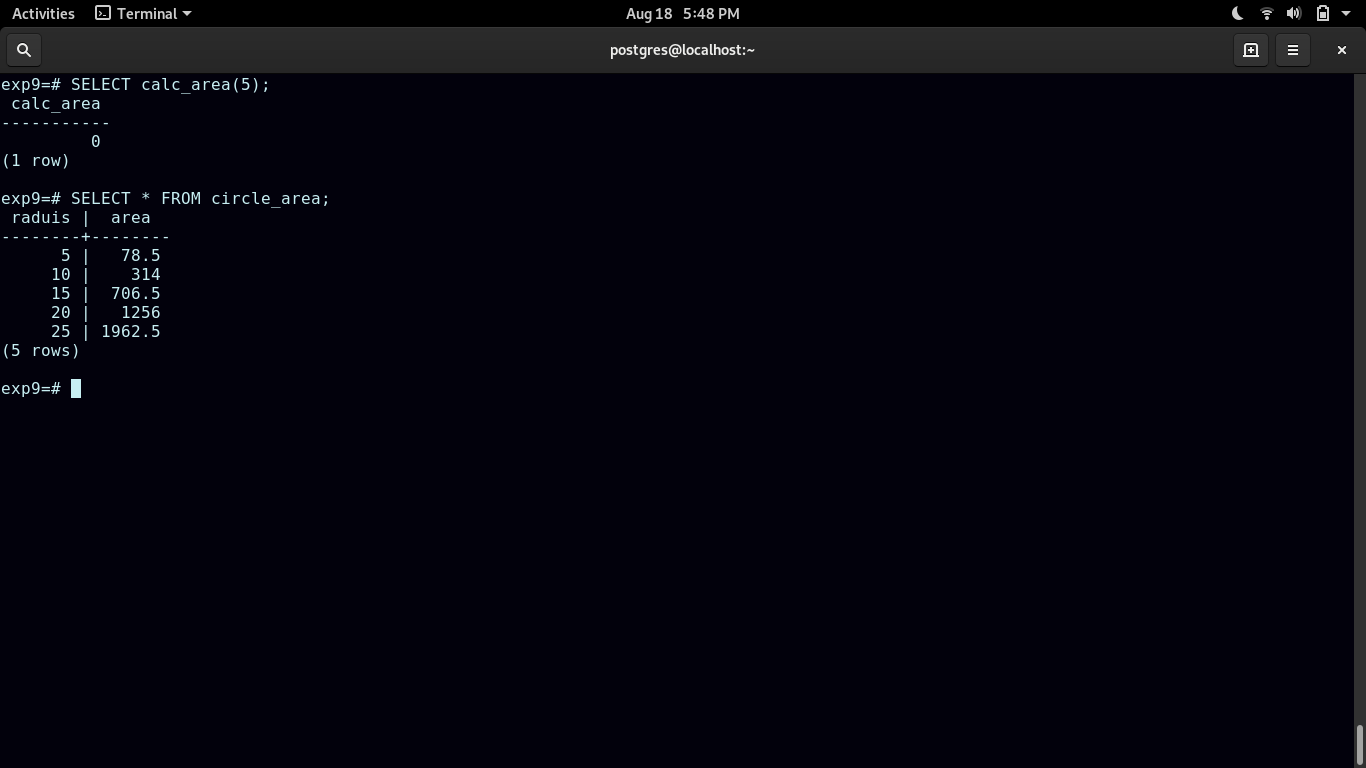 Activities Terminal Aug 18 5:48 PM
postgres@localhost:~
exp9=# SELECT calc_area(5);
 calc_area
-----------
         0
(1 row)

exp9=# SELECT * FROM circle_area;
 raduis |  area
--------+--------
      5 |   78.5
     10 |    314
     15 |  706.5
     20 |   1256
     25 | 1962.5
(5 rows)

exp9=#